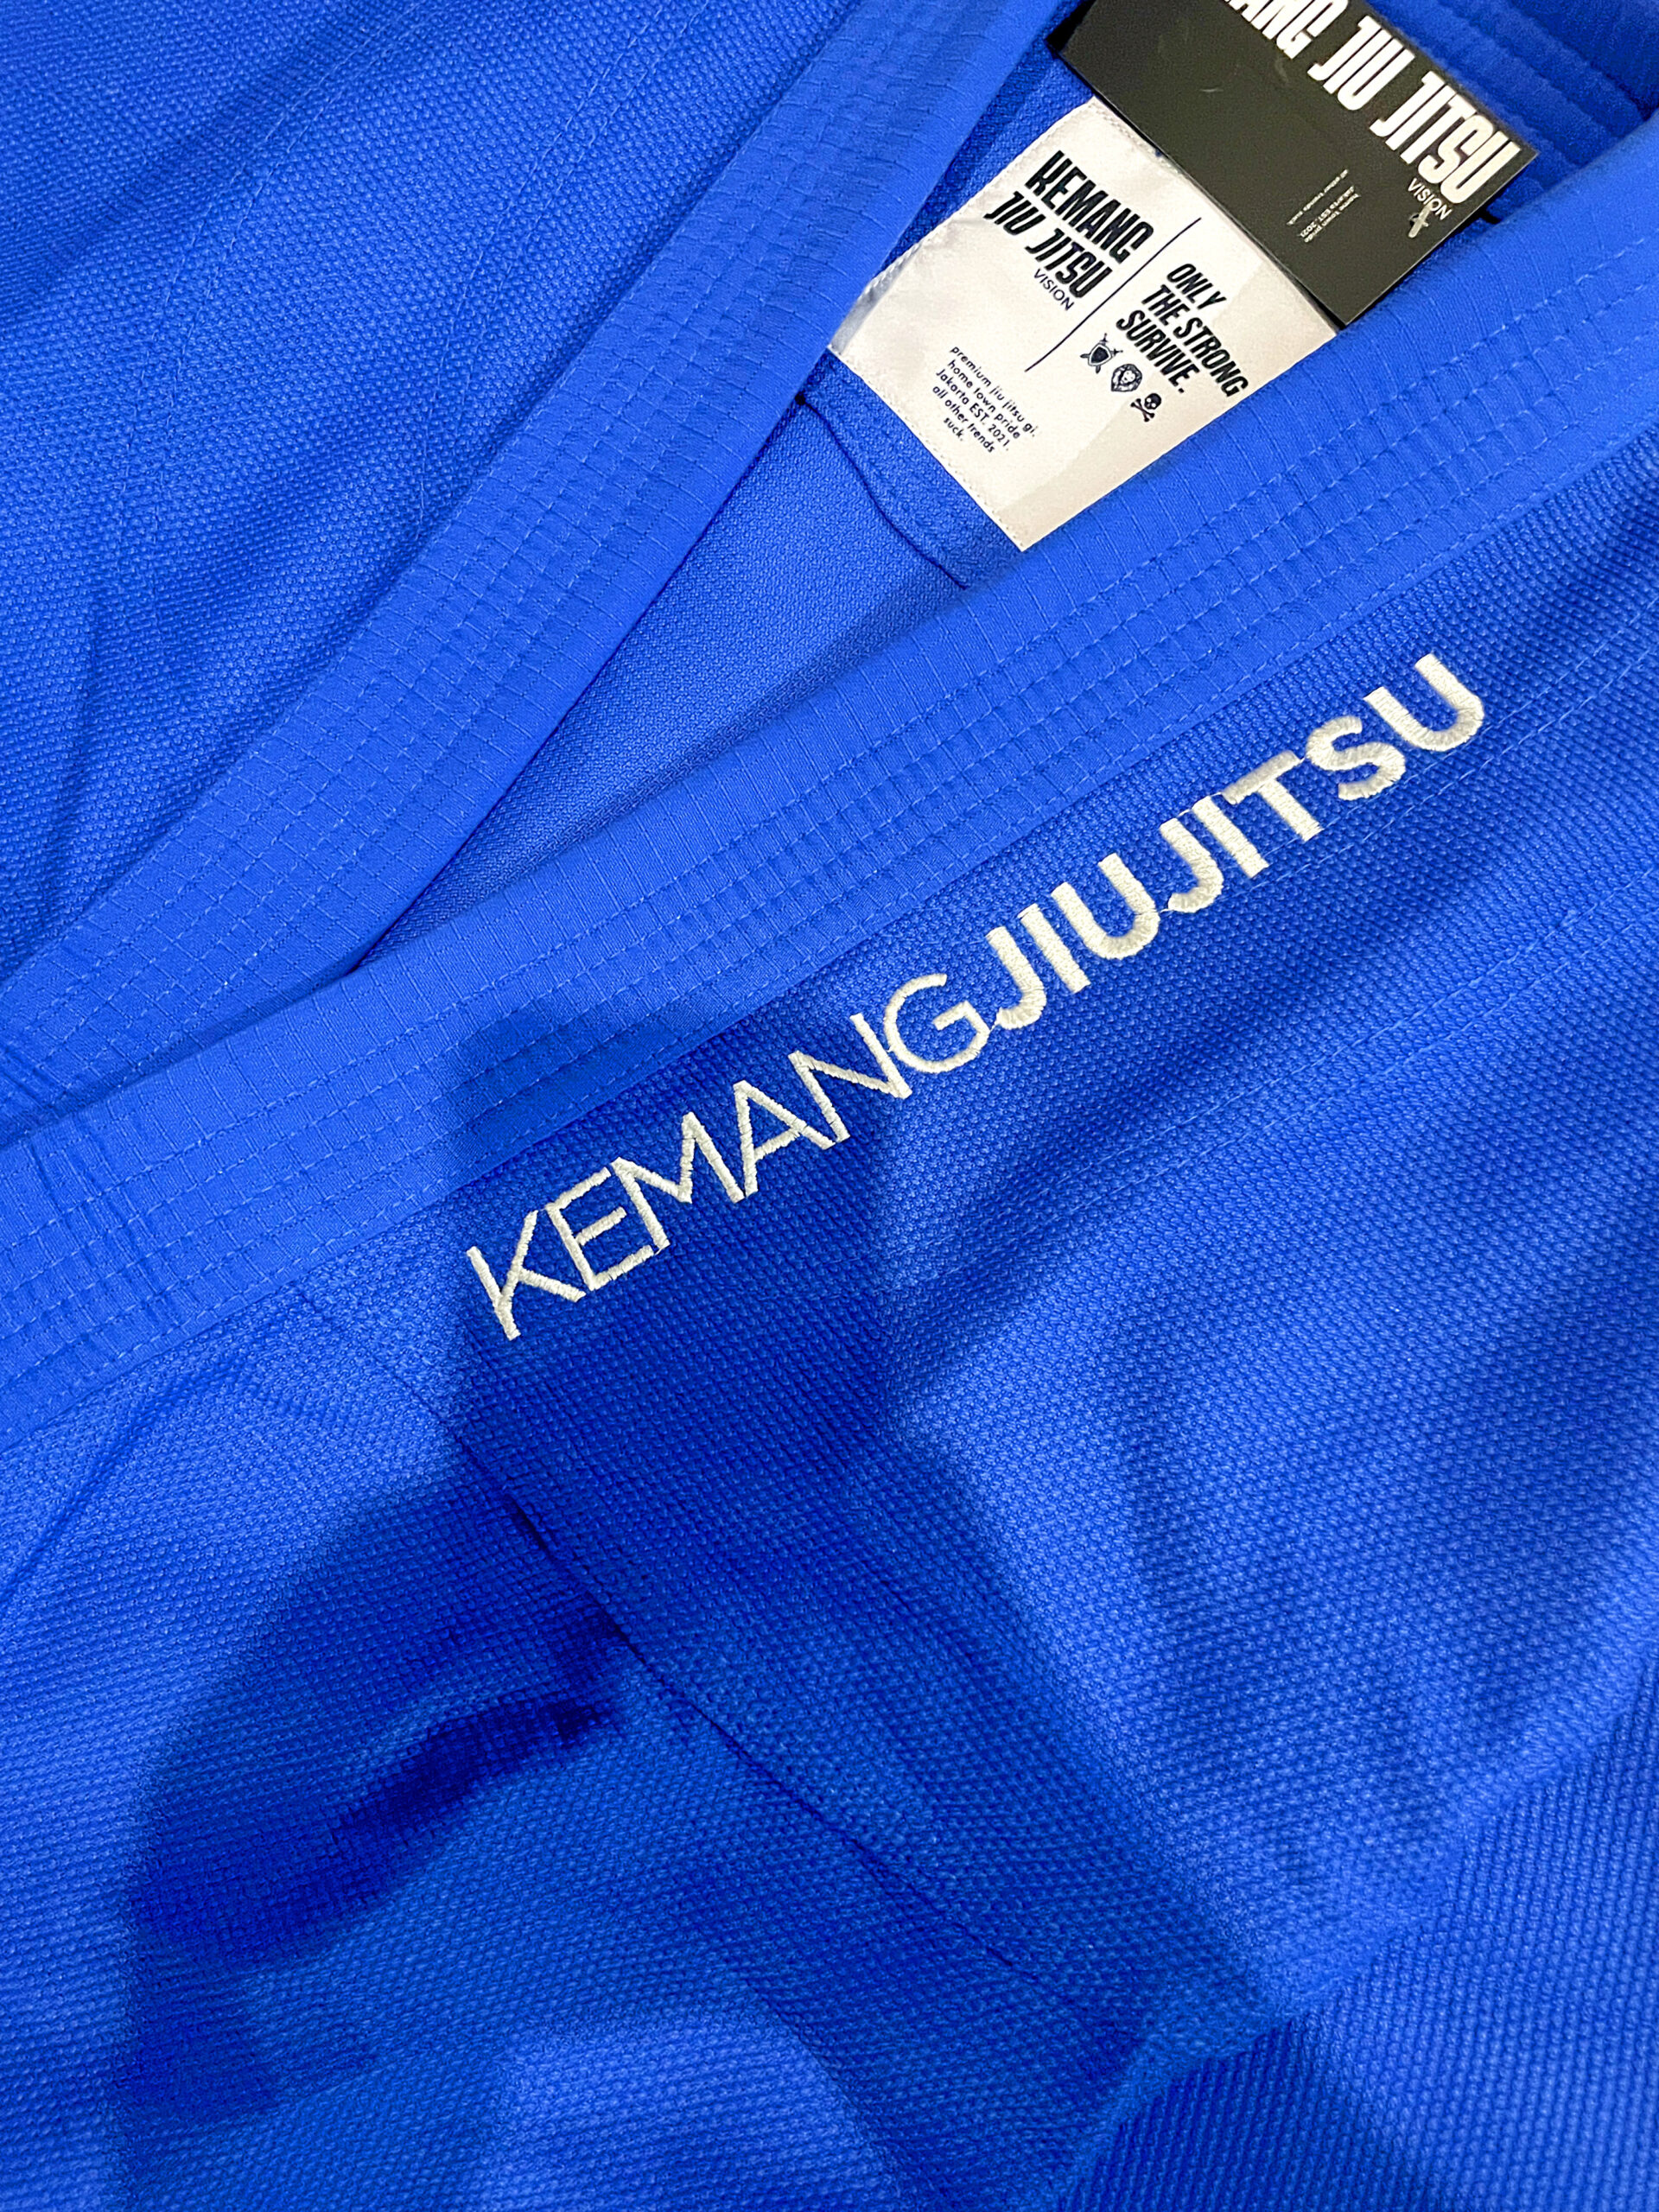 JIU JITSU
VISION
KEMANG
JIU JITSU
VISION
ONLY
THE STRONG
SURVIVE.
premium jiu jitsu gi.
home town pride
Jakarta EST. 2021.
all other trends
suck.
KEMANGJIUJITSU